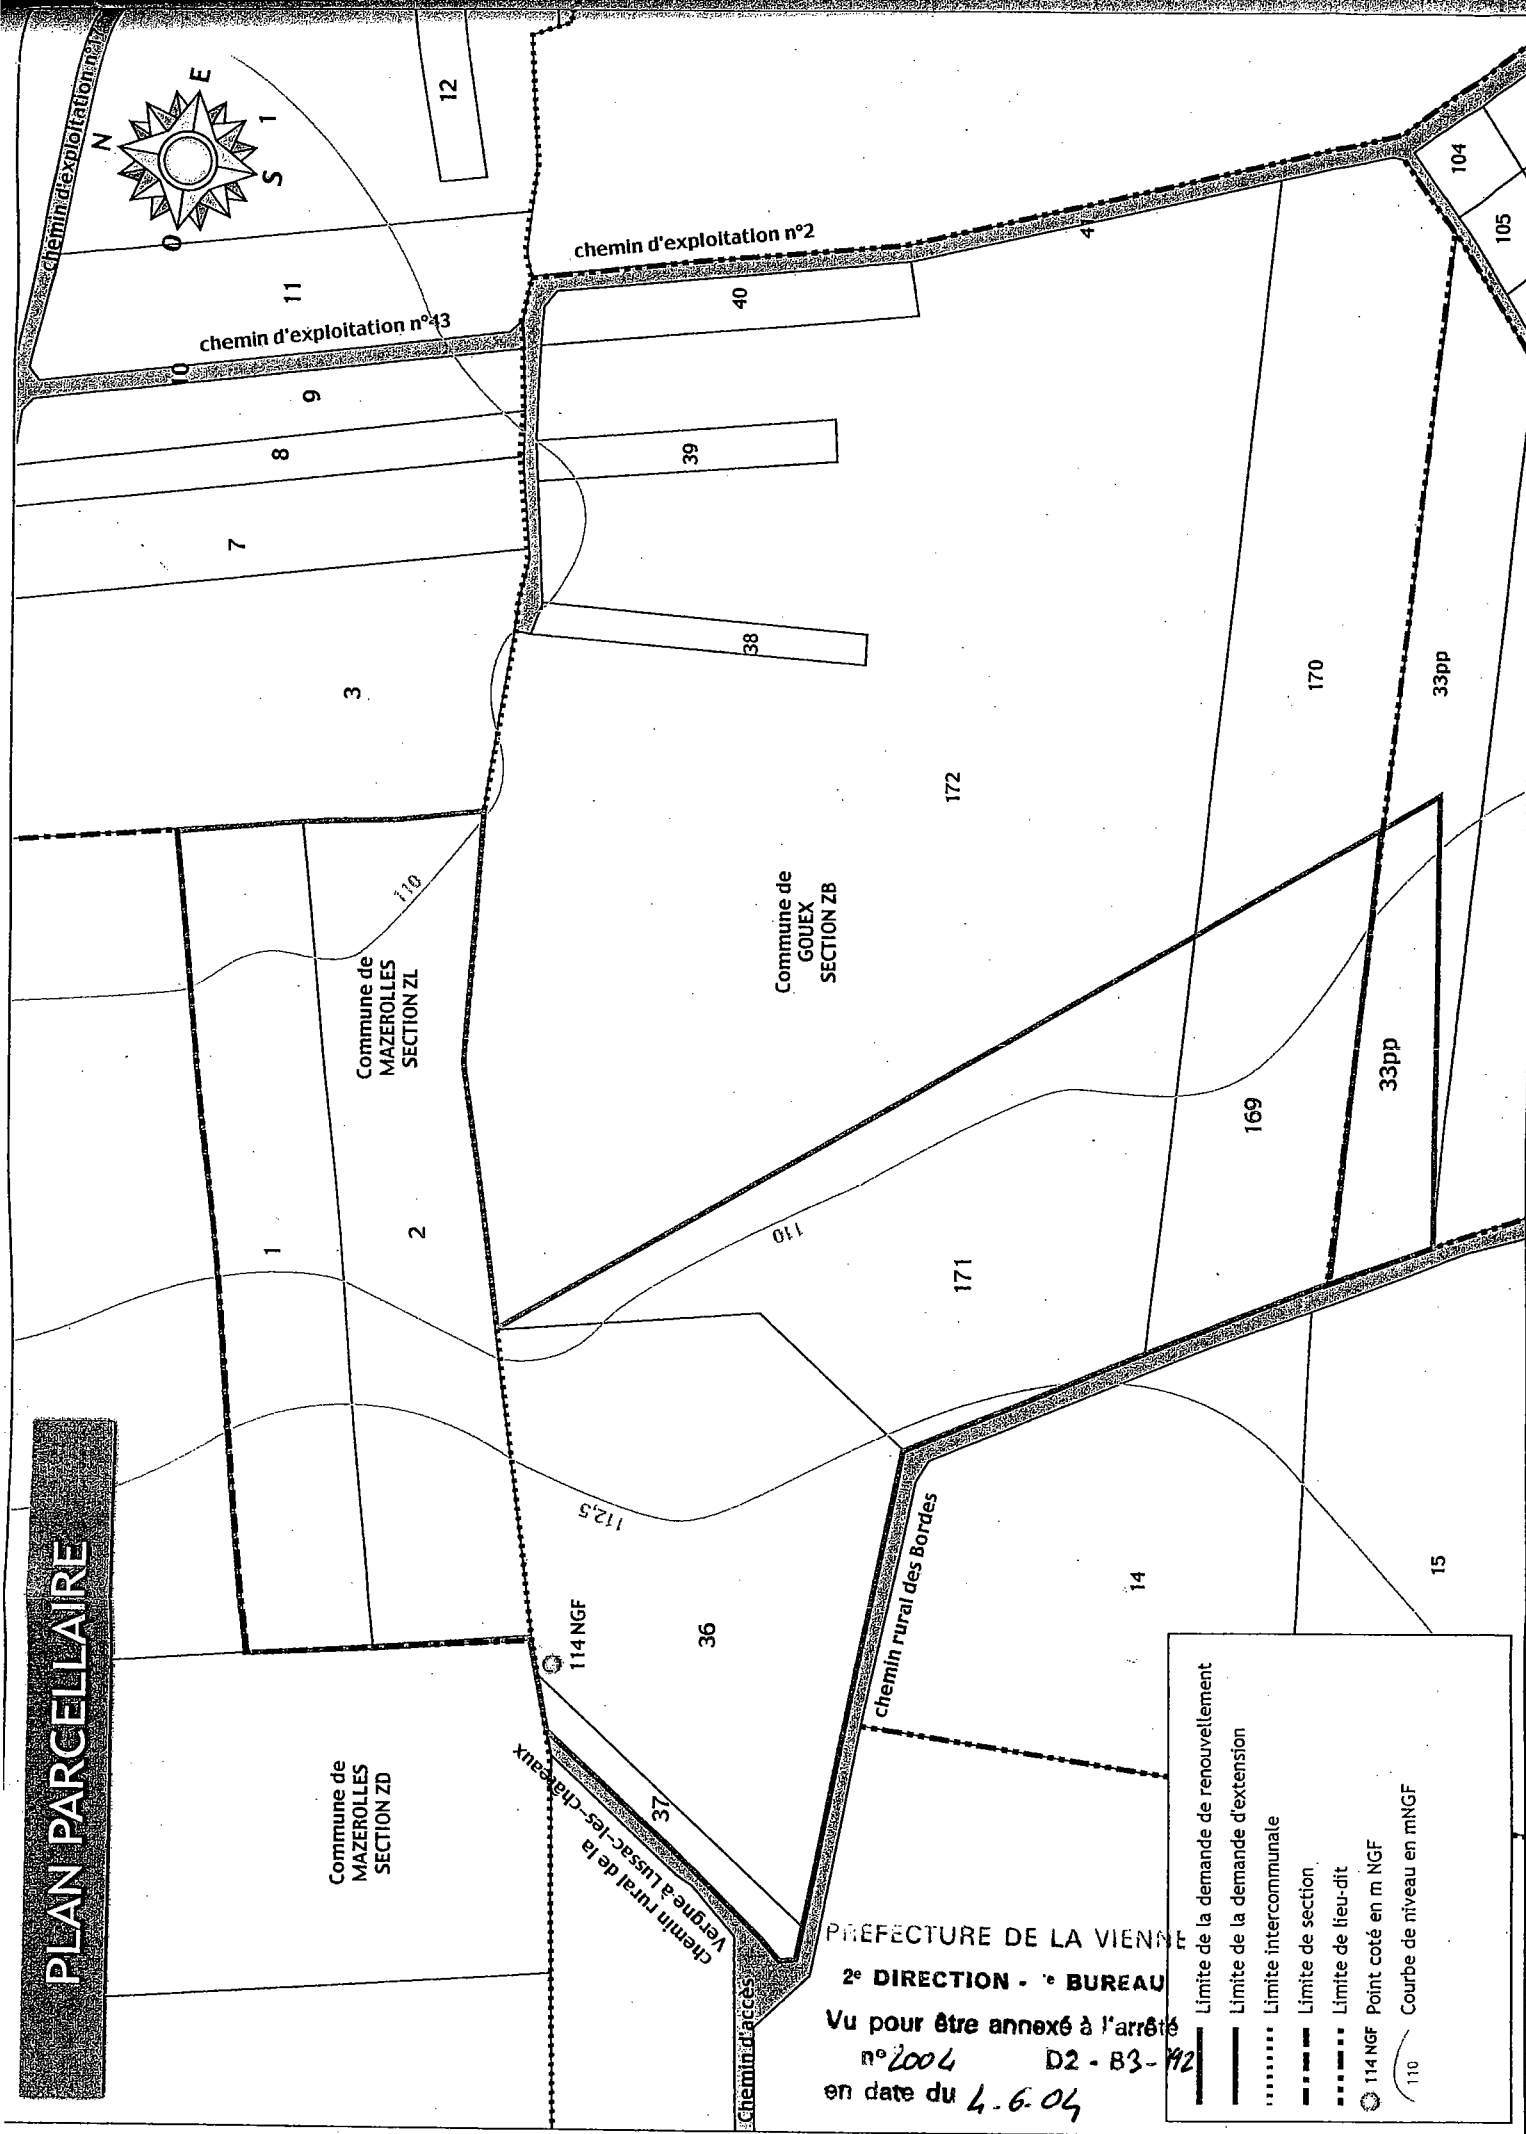 PLAN PARCELLAIRE
chemin d'exploitation n°1
N
E
S
O
1
12
11
chemin d'exploitation n°43
10
9
8
7
3
chemin d'exploitation n°2
40
41
39
38
104
105
170
33pp
172
110
Commune de
MAZEROLLES
SECTION ZL
Commune de
GOUEX
SECTION ZB
1
2
110
171
169
33pp
112,5
114 NGF
36
37
Commune de
MAZEROLLES
SECTION ZD
chemin rural de la
Vergne à Lussac-les-châteaux
chemin rural des Bordes
14
15
Chemin d'accès
PREFECTURE DE LA VIENNE
2e DIRECTION - e BUREAU
Vu pour être annexé à l'arrêté
n° 2004 D2 - B3 -
en date du 4.6.04
Limite de la demande de renouvellement
Limite de la demande d'extension
Limite intercommunale
Limite de section
Limite de lieu-dit
114 NGF Point coté en m NGF
110 Courbe de niveau en mNGF